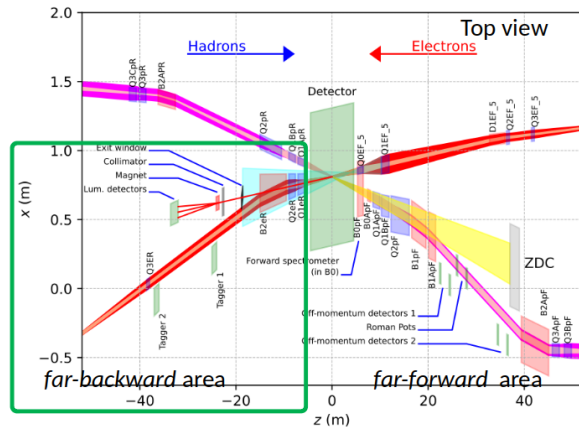 Top view
Hadrons
Electrons
Detector
Q3CpR
Q3pR
B2APR
Q2pR
Q0EF_5
Q1EF_5
D1EF_5
Q2EF_5
Q3EF_5
Exit window
Collimator
Magnet
Lum. detectors
B2eR
Q2eR
Q1eR
Q3ER
Tagger 1
Tagger 2
B0pF
B0ApF
Q1ApF
Q1BpF
Q2pF
B1pF
B1ApF
ZDC
Forward spectrometer
(in B0)
Off-momentum detectors 1
Roman Pots
Off-momentum detectors 2
B2ApF
Q3ApF
Q3BpF
far-backward area
far-forward area
2.0
1.5
1.0
0.5
0.0
−0.5
x (m)
−40
−20
0
20
40
z (m)